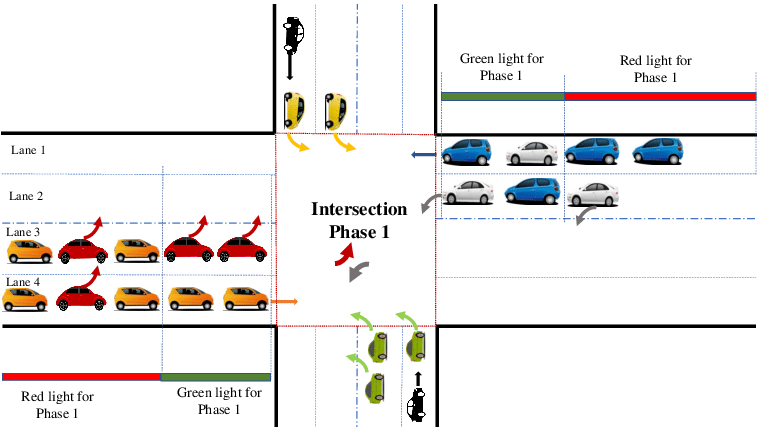 Green light for
Phase 1
Red light for
Phase 1
Lane 1
Lane 2
Lane 3
Lane 4
Intersection
Phase 1
Red light for
Phase 1
Green light for
Phase 1